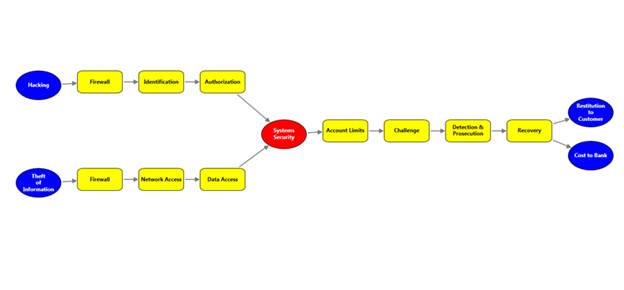 Hacking
Firewall
Identification
Authorization
Systems
Security
Account Limits
Challenge
Detection &
Prosecution
Recovery
Restitution
to
Customer
Cost to Bank
Theft
of
Information
Firewall
Network Access
Data Access